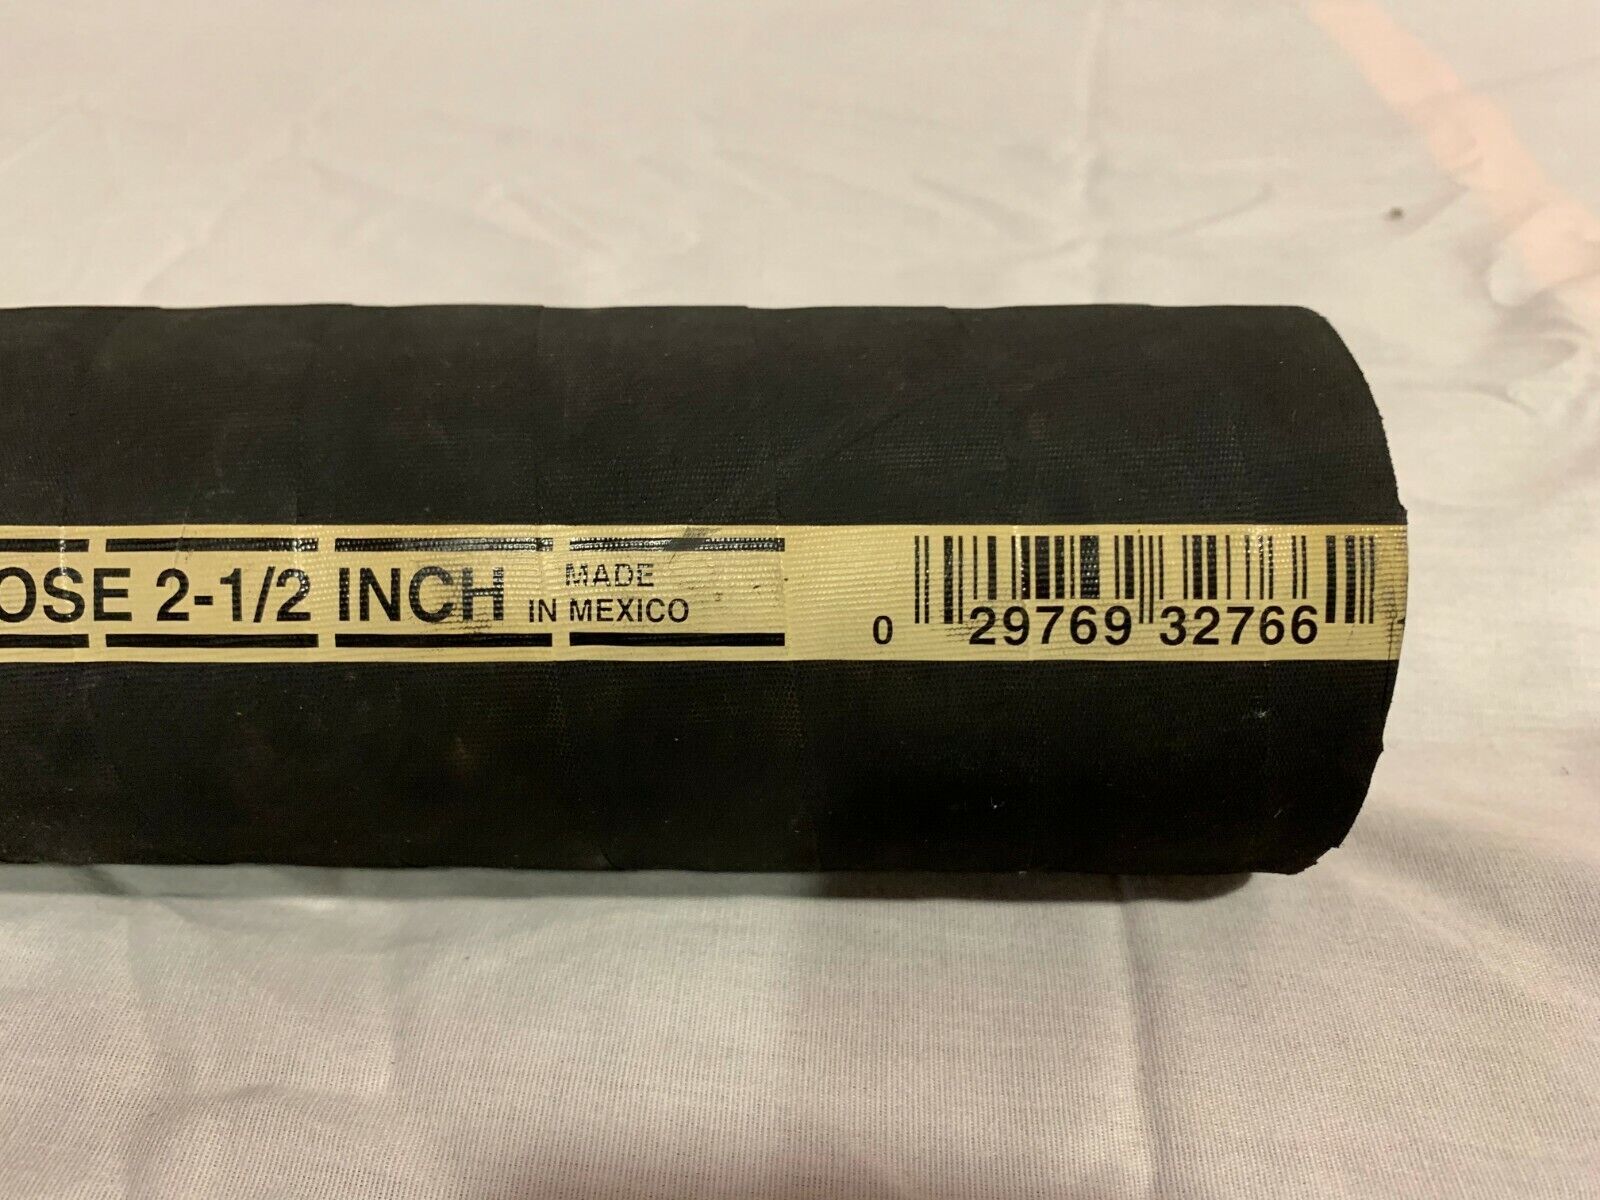 OSE 2-1/2 INCH
MADE
IN MEXICO
0 29769 32766